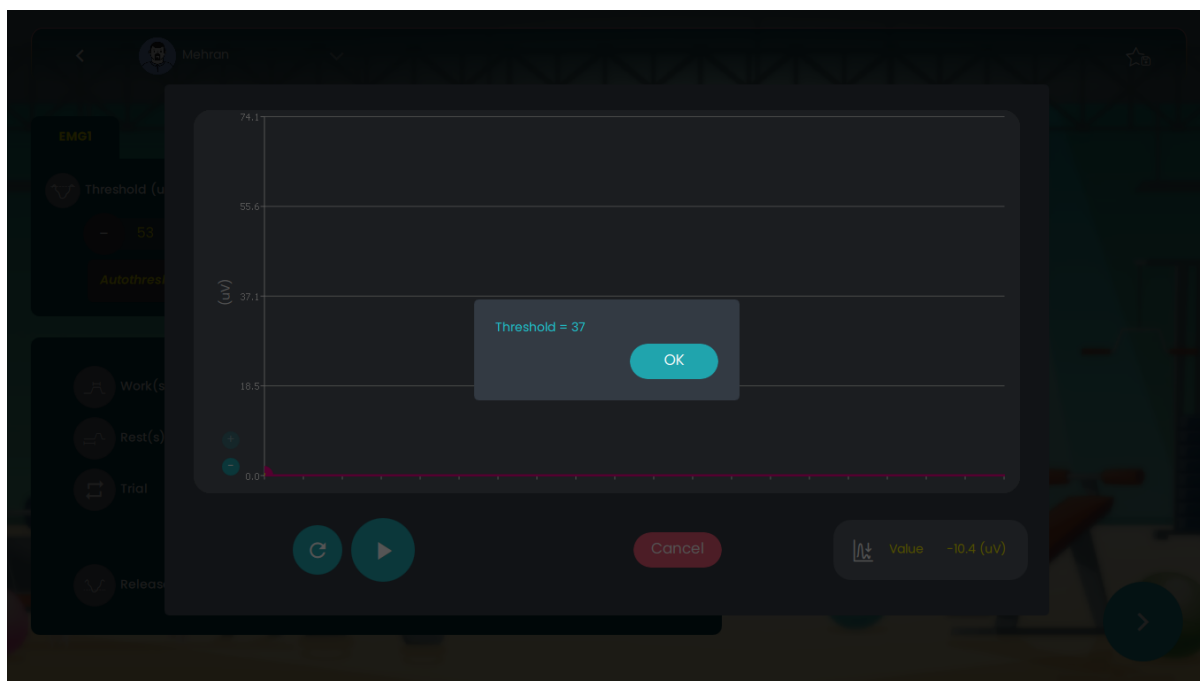 Mehran
EMG1
Threshold (u
- 53
Autothres
Work(s
Rest(s)
Trial
Releas
74.1
55.6
37.1
18.5
0.0
(uV)
+
-
Threshold = 37
OK
Cancel
Value -10.4 (uV)